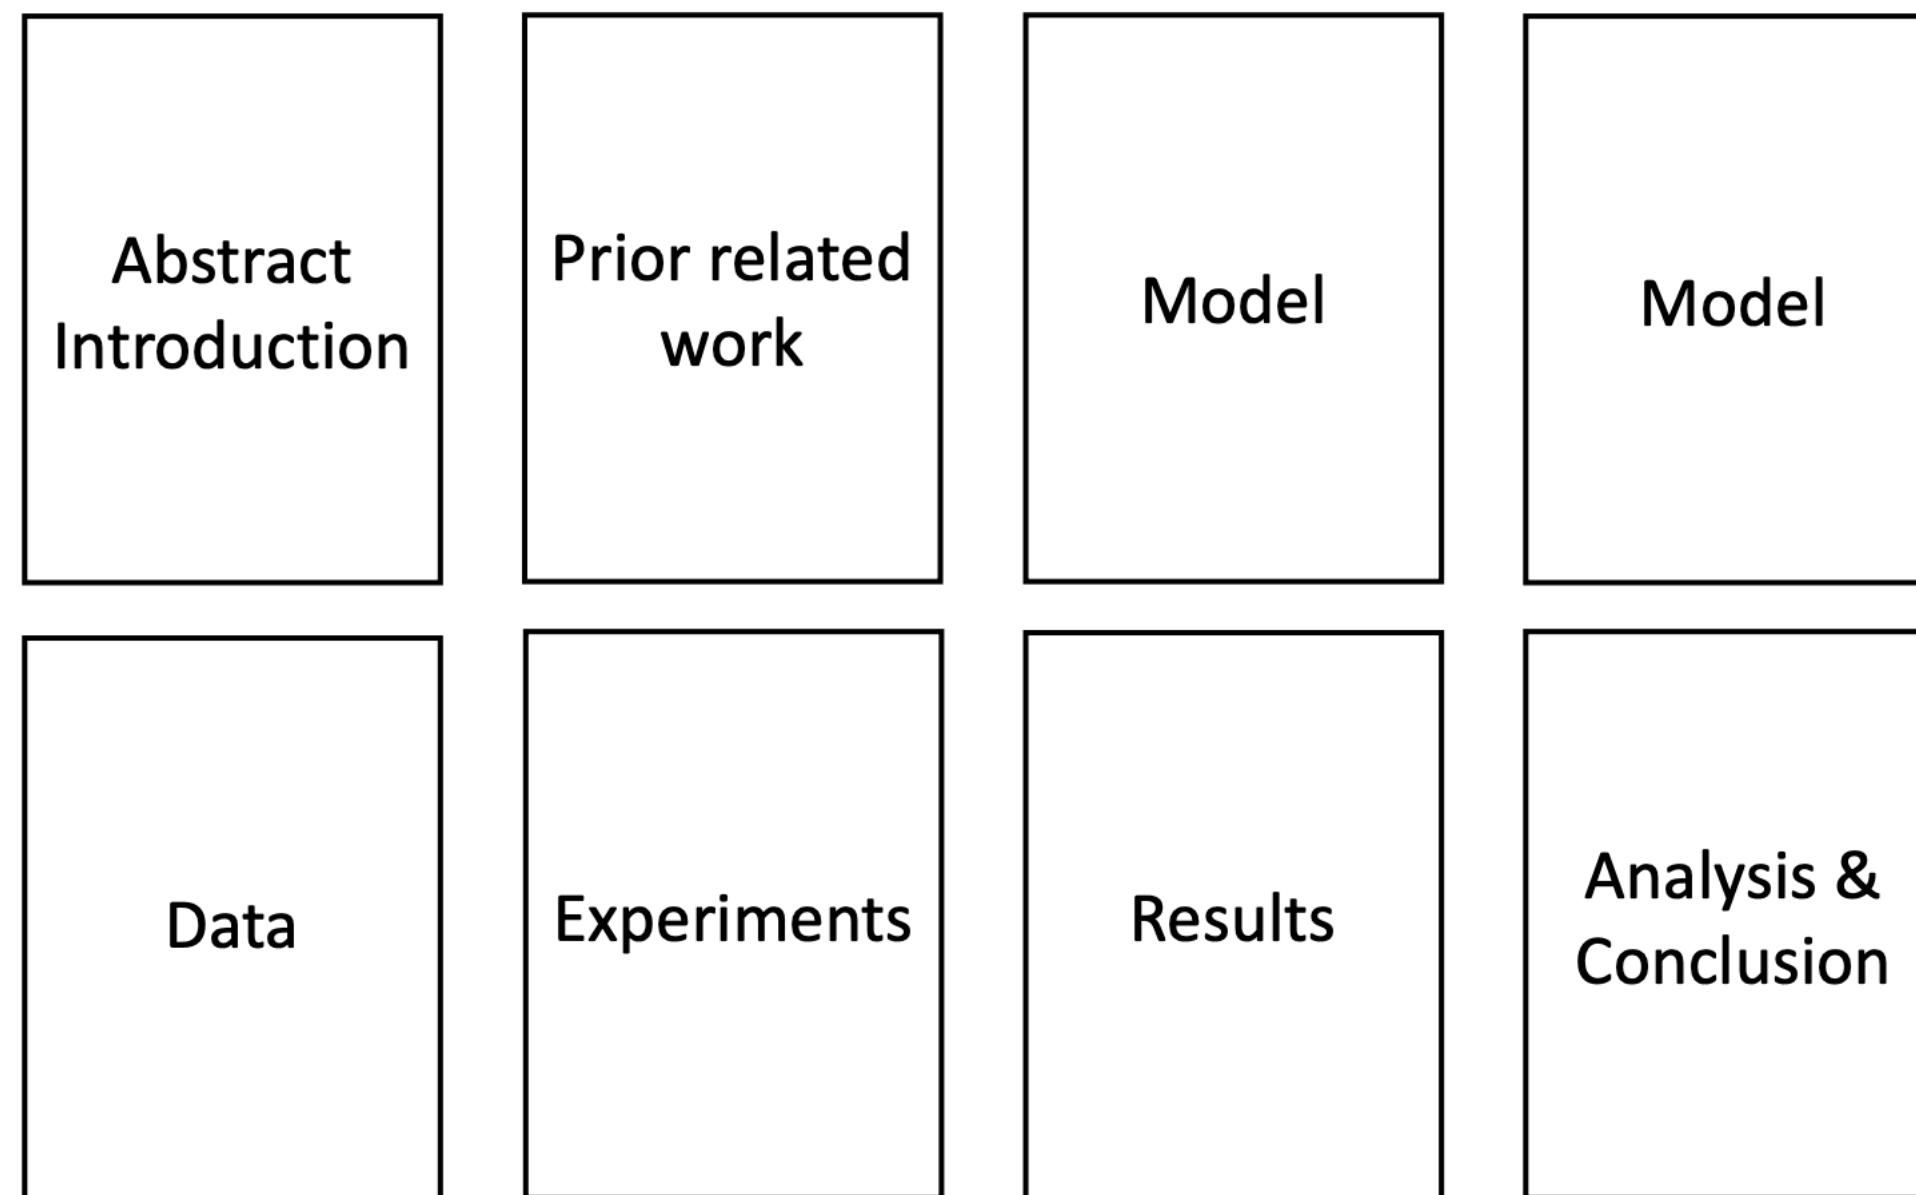 Abstract
Introduction
Prior related
work
Model
Model
Data
Experiments
Results
Analysis &
Conclusion